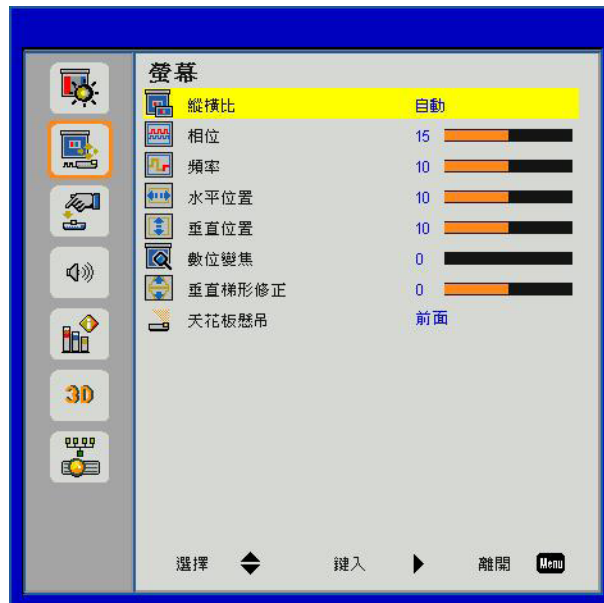 螢幕
縱橫比 自動
相位 15
頻率 10
水平位置 10
垂直位置 10
數位變焦 0
垂直梯形修正 0
天花板懸吊 前面
3D
選擇 鍵入 離開 Menu